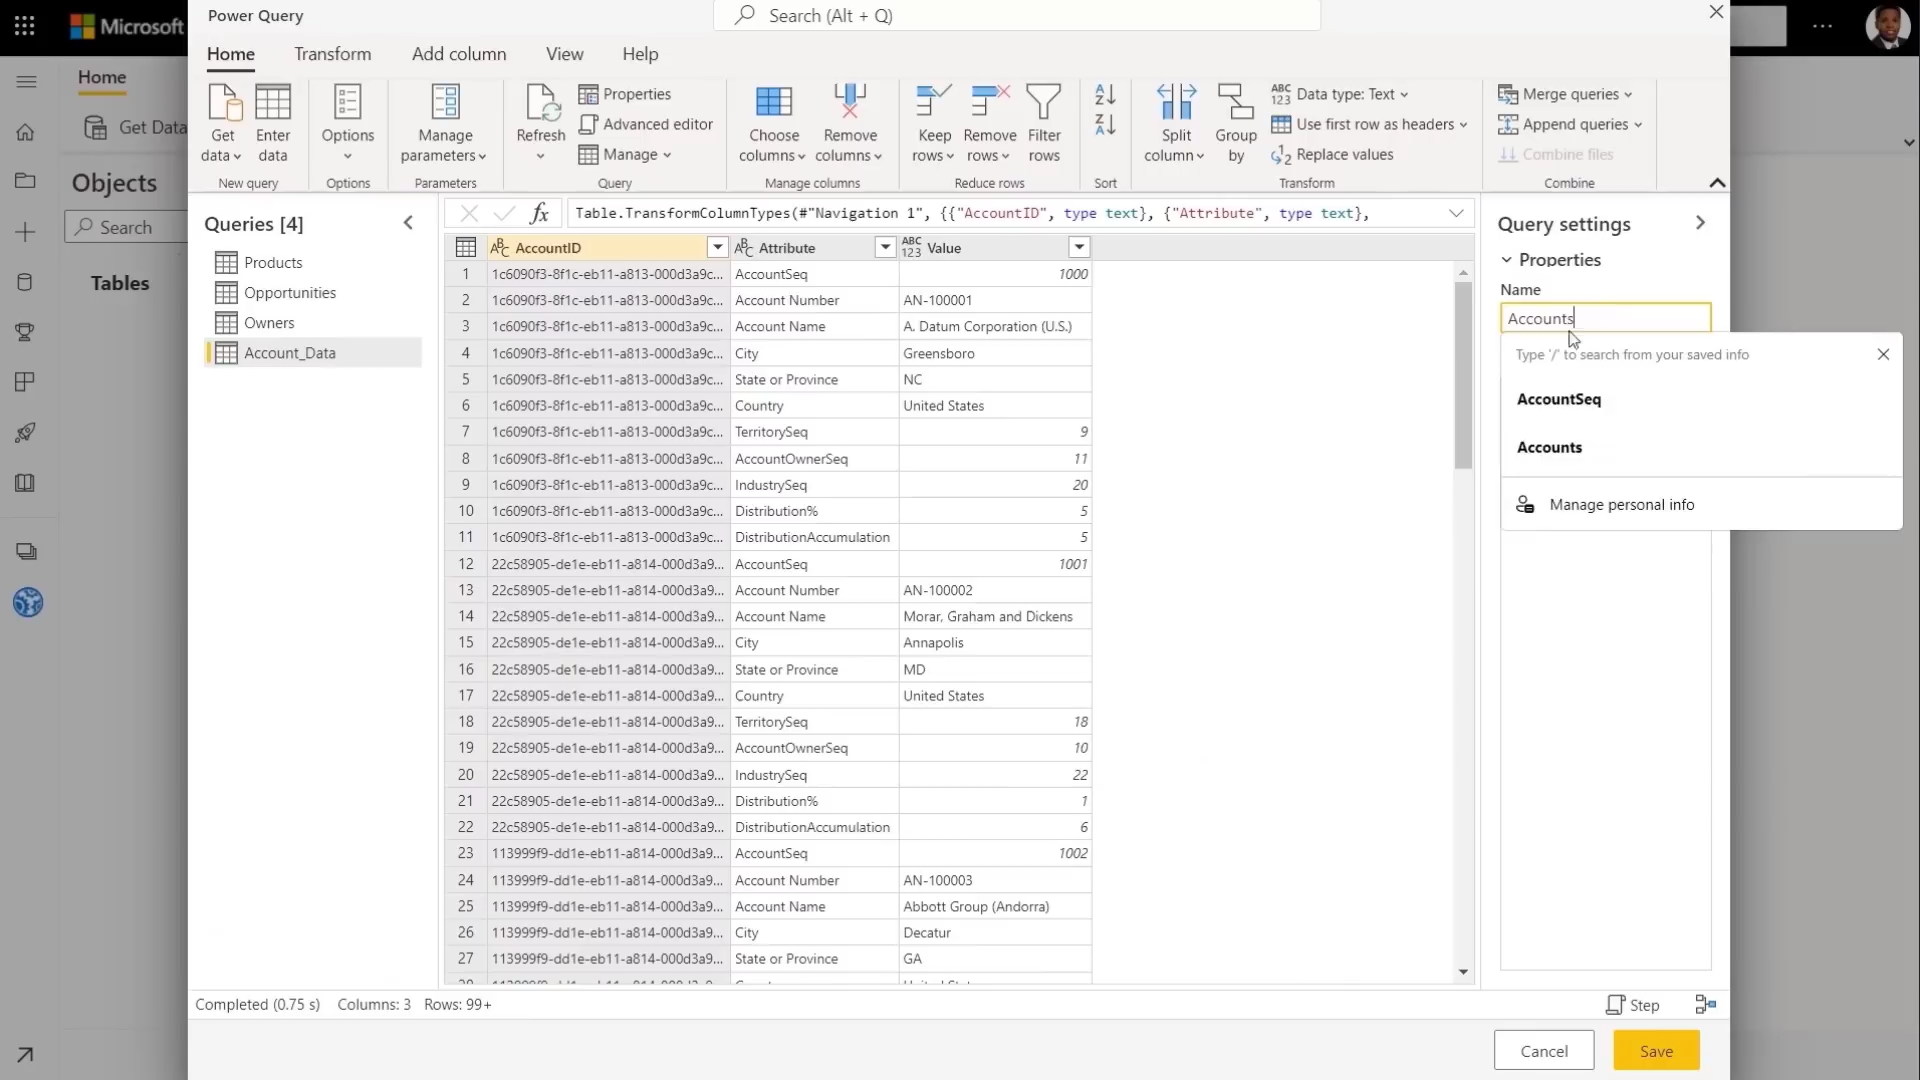 Microsoft
Power Query
Search (Alt + Q)
Home
Transform
Add column
View
Help
Home
Get Data
Objects
Search
Tables
Get data
Enter data
New query
Options
Options
Manage parameters
Parameters
Refresh
Properties
Advanced editor
Manage
Query
Choose columns
Remove columns
Manage columns
Keep rows
Remove rows
Filter rows
Reduce rows
Sort
Split column
Group by
Data type: Text
Use first row as headers
Replace values
Transform
Merge queries
Append queries
Combine files
Combine
Queries [4]
Products
Opportunities
Owners
Account_Data
fx Table.TransformColumnTypes(#"Navigation 1", {{"AccountID", type text}, {"Attribute", type text},
AccountID Attribute Value
1 1c6090f3-8f1c-eb11-a813-000d3a9c... AccountSeq 1000
2 1c6090f3-8f1c-eb11-a813-000d3a9c... Account Number AN-100001
3 1c6090f3-8f1c-eb11-a813-000d3a9c... Account Name A. Datum Corporation (U.S.)
4 1c6090f3-8f1c-eb11-a813-000d3a9c... City Greensboro
5 1c6090f3-8f1c-eb11-a813-000d3a9c... State or Province NC
6 1c6090f3-8f1c-eb11-a813-000d3a9c... Country United States
7 1c6090f3-8f1c-eb11-a813-000d3a9c... TerritorySeq 9
8 1c6090f3-8f1c-eb11-a813-000d3a9c... AccountOwnerSeq 11
9 1c6090f3-8f1c-eb11-a813-000d3a9c... IndustrySeq 20
10 1c6090f3-8f1c-eb11-a813-000d3a9c... Distribution% 5
11 1c6090f3-8f1c-eb11-a813-000d3a9c... DistributionAccumulation 5
12 22c58905-de1e-eb11-a814-000d3a9... AccountSeq 1001
13 22c58905-de1e-eb11-a814-000d3a9... Account Number AN-100002
14 22c58905-de1e-eb11-a814-000d3a9... Account Name Morar, Graham and Dickens
15 22c58905-de1e-eb11-a814-000d3a9... City Annapolis
16 22c58905-de1e-eb11-a814-000d3a9... State or Province MD
17 22c58905-de1e-eb11-a814-000d3a9... Country United States
18 22c58905-de1e-eb11-a814-000d3a9... TerritorySeq 18
19 22c58905-de1e-eb11-a814-000d3a9... AccountOwnerSeq 10
20 22c58905-de1e-eb11-a814-000d3a9... IndustrySeq 22
21 22c58905-de1e-eb11-a814-000d3a9... Distribution% 1
22 22c58905-de1e-eb11-a814-000d3a9... DistributionAccumulation 6
23 113999f9-dd1e-eb11-a814-000d3a9... AccountSeq 1002
24 113999f9-dd1e-eb11-a814-000d3a9... Account Number AN-100003
25 113999f9-dd1e-eb11-a814-000d3a9... Account Name Abbott Group (Andorra)
26 113999f9-dd1e-eb11-a814-000d3a9... City Decatur
27 113999f9-dd1e-eb11-a814-000d3a9... State or Province GA
Query settings
Properties
Name
Accounts
Type '/' to search from your saved info
AccountSeq
Accounts
Manage personal info
Completed (0.75 s) Columns: 3 Rows: 99+
Step
Cancel
Save